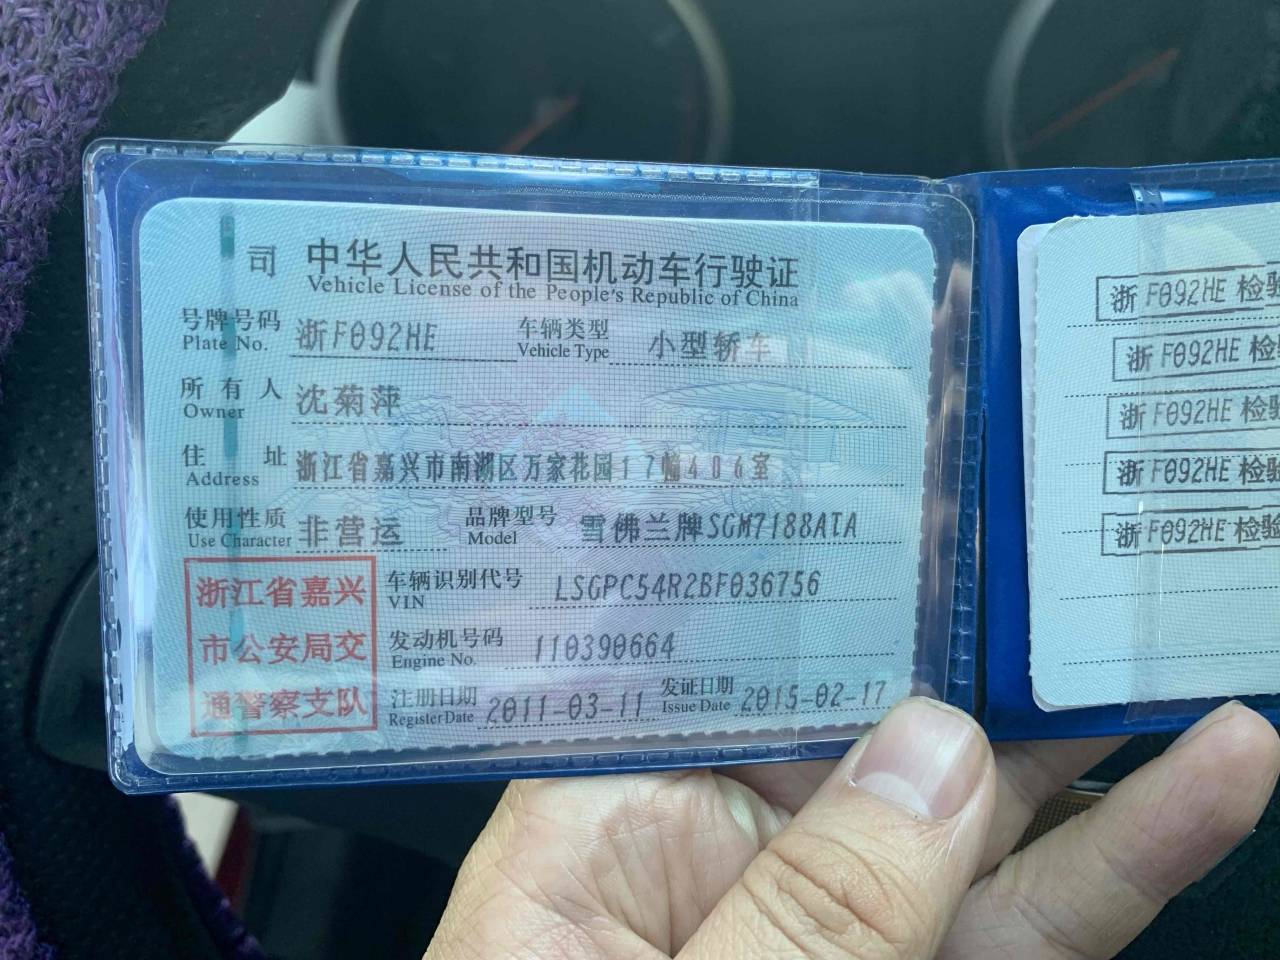 司 中华人民共和国机动车行驶证
Vehicle License of the People's Republic of China
号牌号码 浙F092HE 车辆类型 小型轿车
Plate No. Vehicle Type
所有人 沈菊萍
Owner
住址 浙江省嘉兴市南湖区万家花园17幢406室
Address
使用性质 非营运 品牌型号 雪佛兰牌SGM7188ATA
Use Character Model
浙江省嘉兴
市公安局交
通警察支队
车辆识别代号 LSGPC54R2BF036756
VIN
发动机号码 110390664
Engine No.
注册日期 2011-03-11 发证日期 2015-02-17
Register Date Issue Date
浙F092HE 检验
浙F092HE 检
浙F092HE 检
浙F092HE 检
浙F092HE 检验